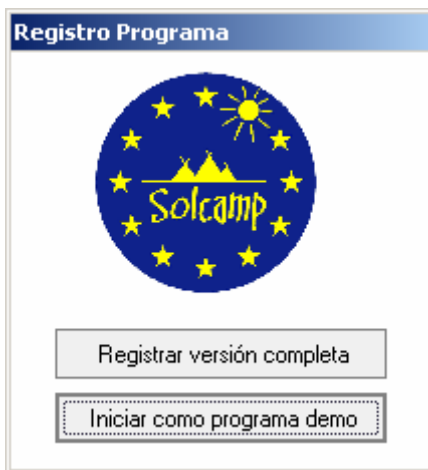 Registro Programa
Solcamp
Registrar versión completa
Iniciar como programa demo